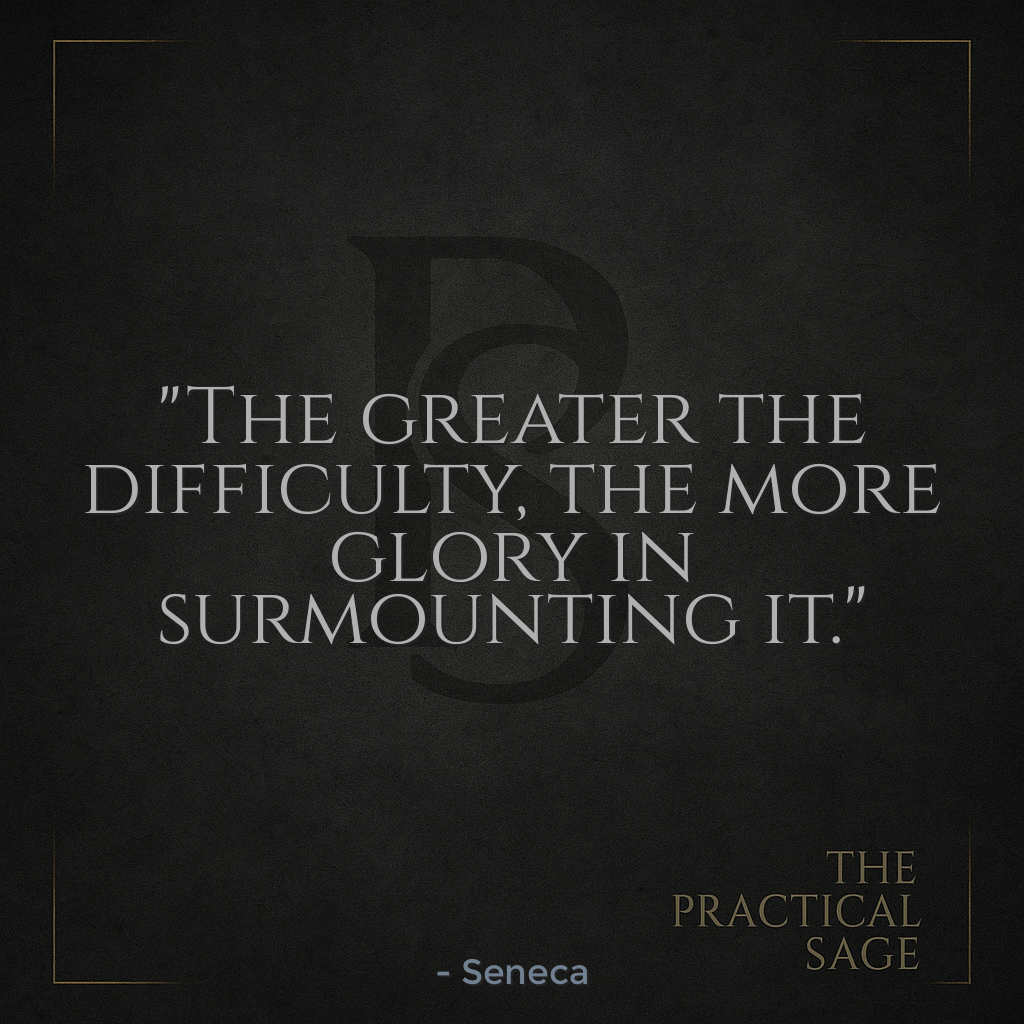 "The greater the
difficulty, the more
glory in
surmounting it."
- Seneca
THE
PRACTICAL
SAGE